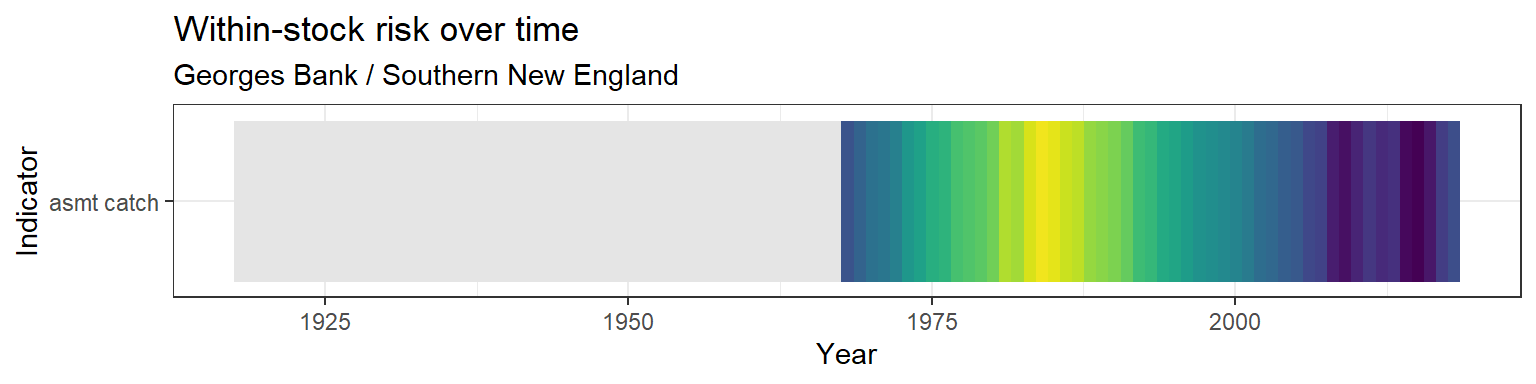 Within-stock risk over time
Georges Bank / Southern New England
Indicator
asmt catch
1925 1950 1975 2000
Year